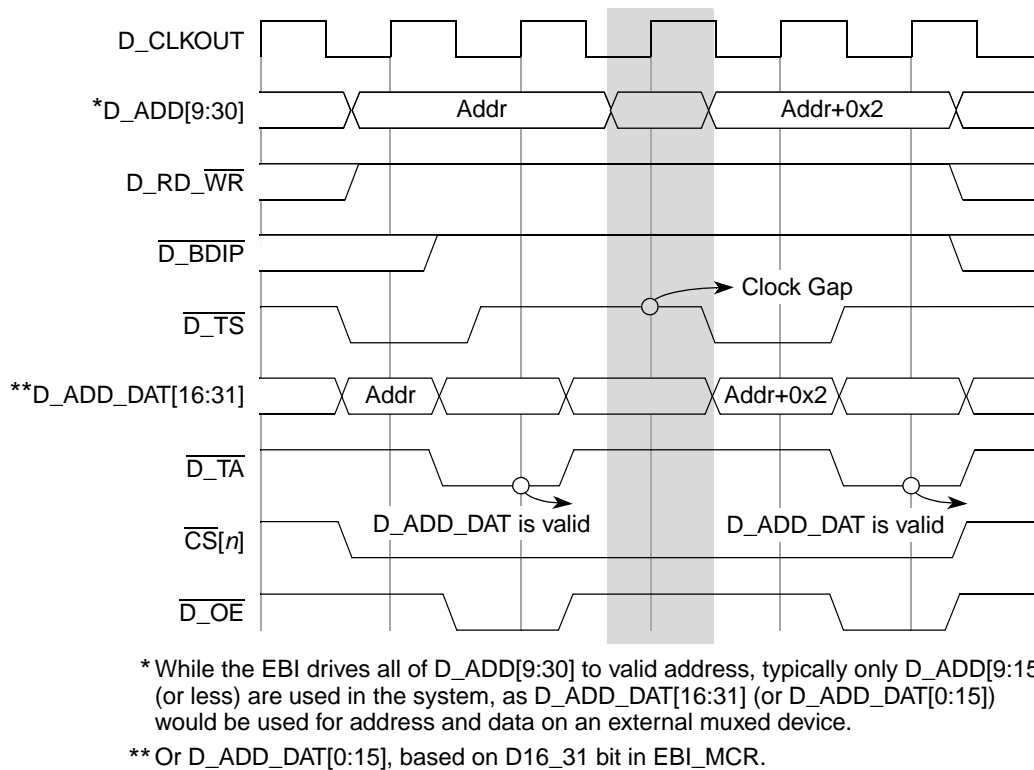 D_CLKOUT
*D_ADD[9:30]
Addr
Addr+0x2
D_RD_WR
D_BDIP
Clock Gap
D_TS
**D_ADD_DAT[16:31]
Addr
Addr+0x2
D_TA
D_ADD_DAT is valid
D_ADD_DAT is valid
CS[n]
D_OE
* While the EBI drives all of D_ADD[9:30] to valid address, typically only D_ADD[9:15
(or less) are used in the system, as D_ADD_DAT[16:31] (or D_ADD_DAT[0:15])
would be used for address and data on an external muxed device.
** Or D_ADD_DAT[0:15], based on D16_31 bit in EBI_MCR.